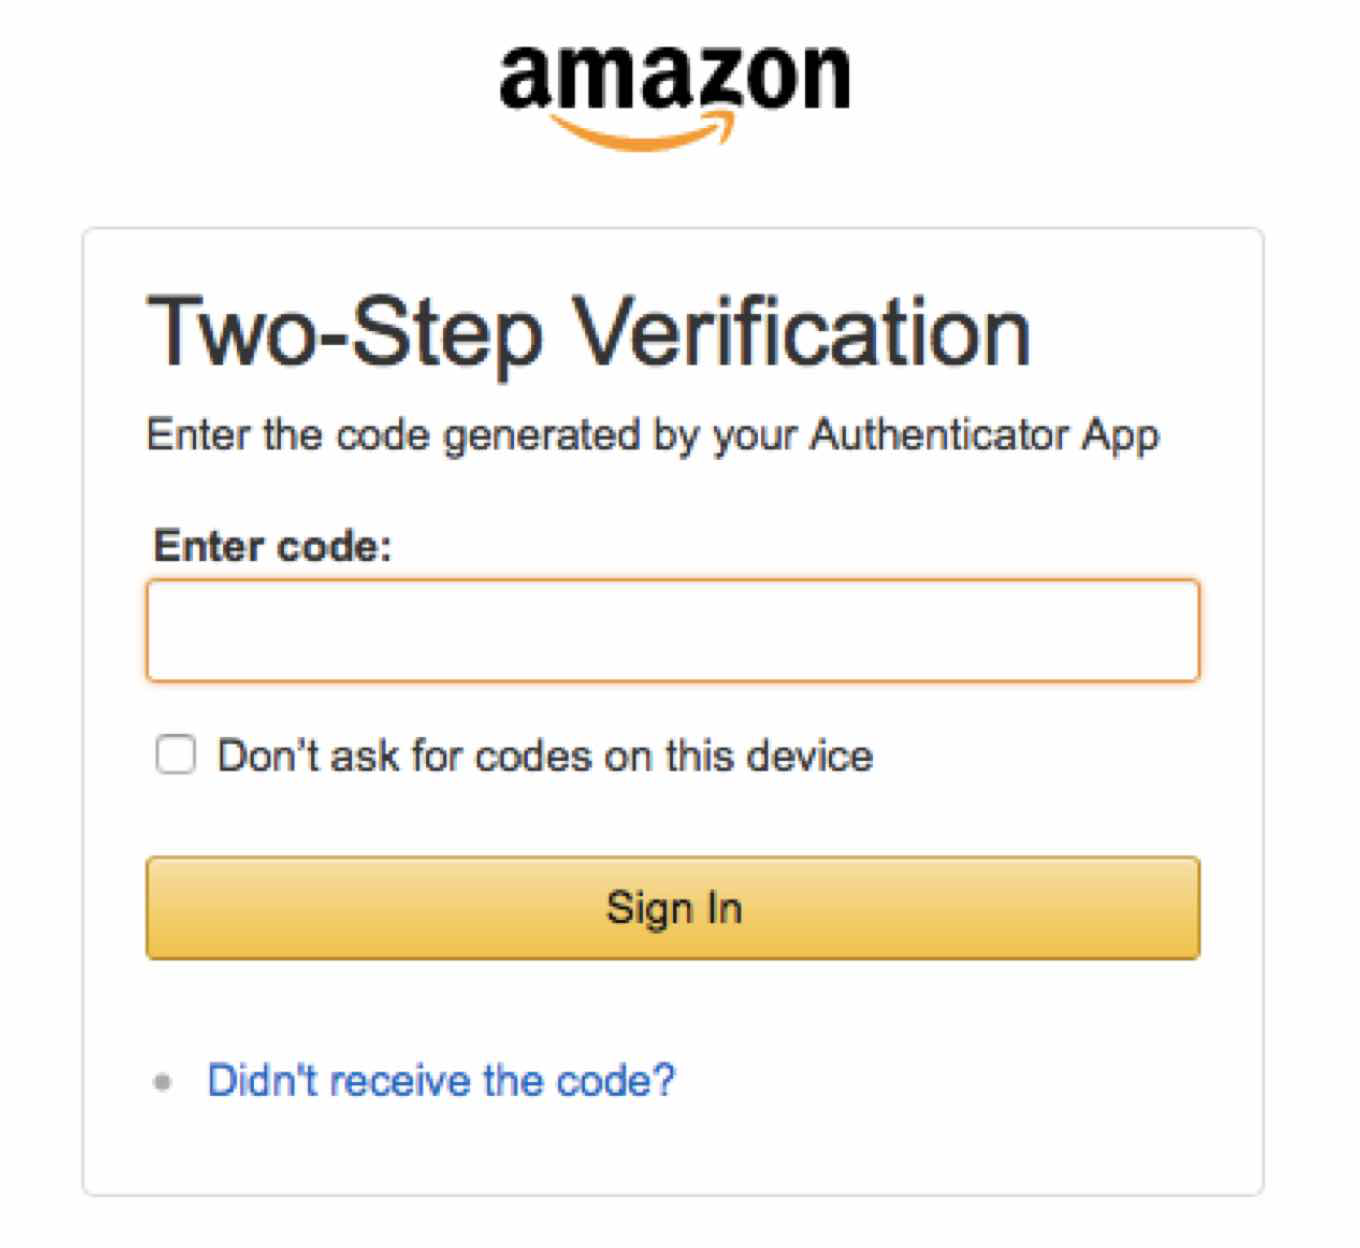 amazon
Two-Step Verification
Enter the code generated by your Authenticator App
Enter code:
Don't ask for codes on this device
Sign In
Didn't receive the code?